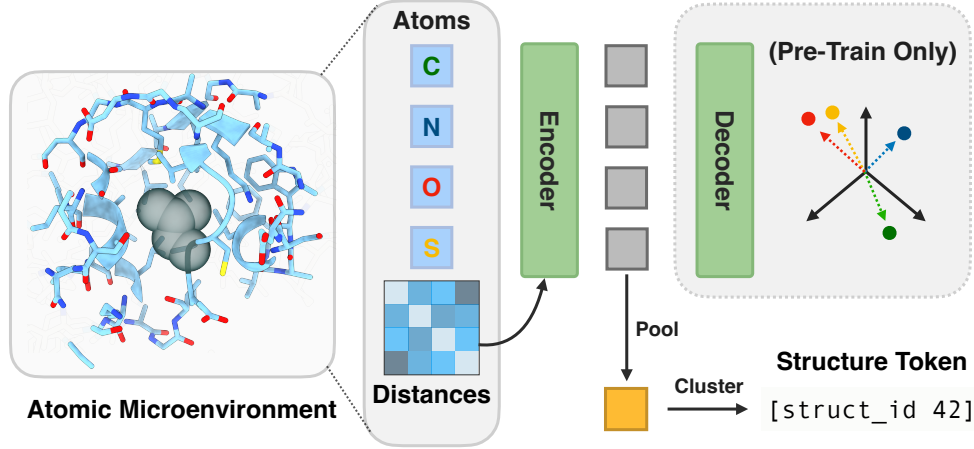 Atoms
C
N
O
S
Distances
Atomic Microenvironment
Encoder
Decoder
(Pre-Train Only)
Pool
Cluster
Structure Token
[struct_id 42]